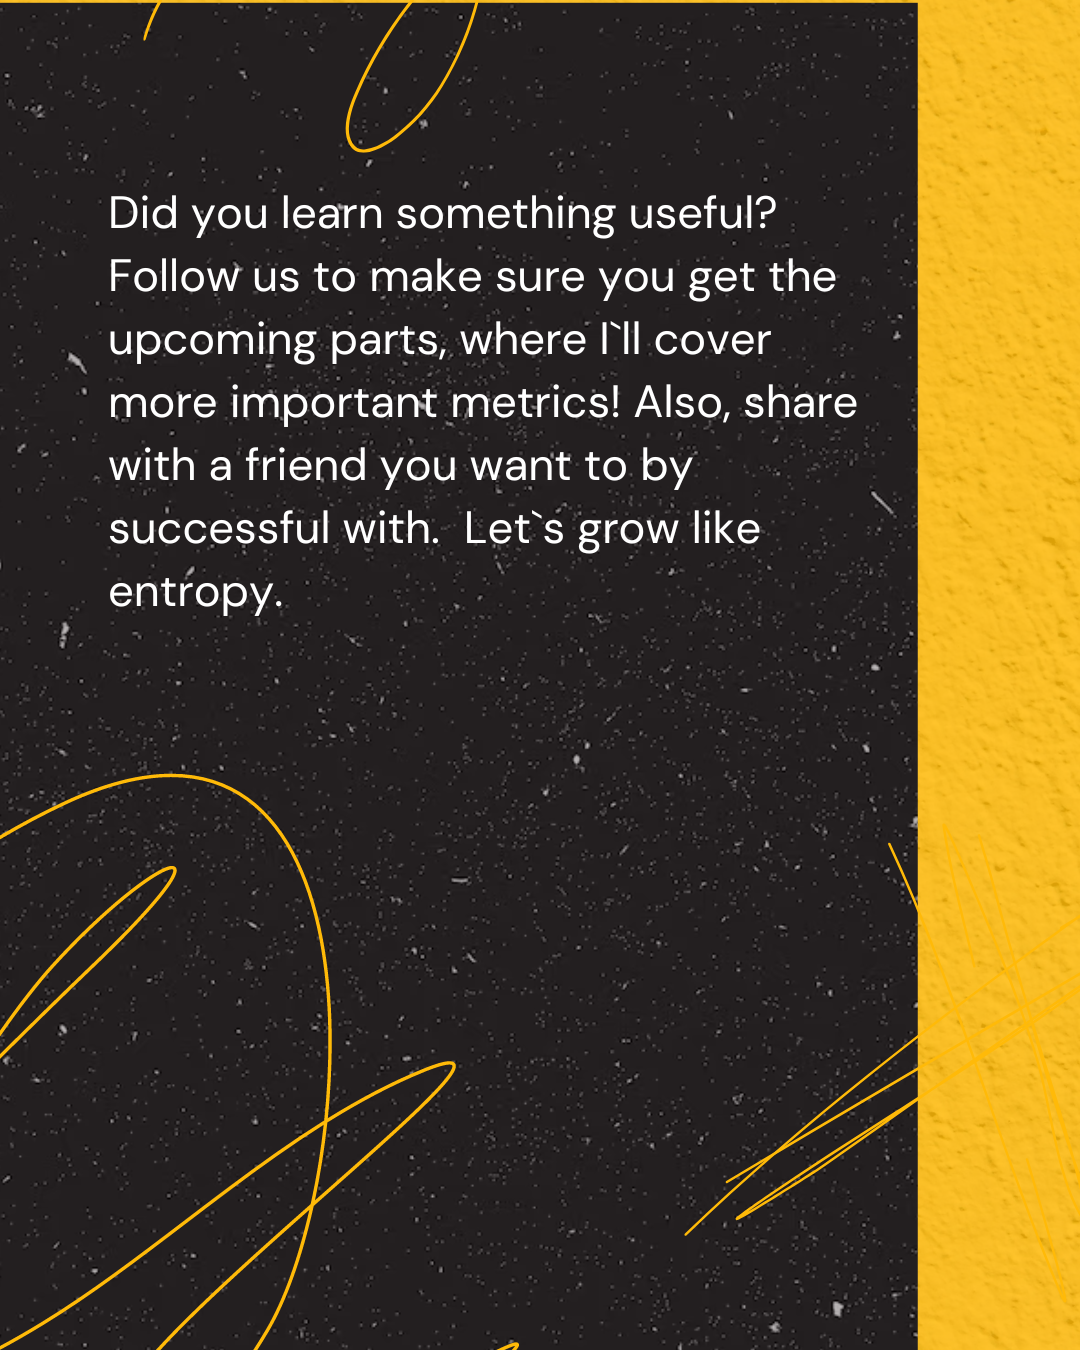 Did you learn something useful?
Follow us to make sure you get the
upcoming parts, where I`ll cover
more important metrics! Also, share
with a friend you want to by
successful with.  Let`s grow like
entropy.